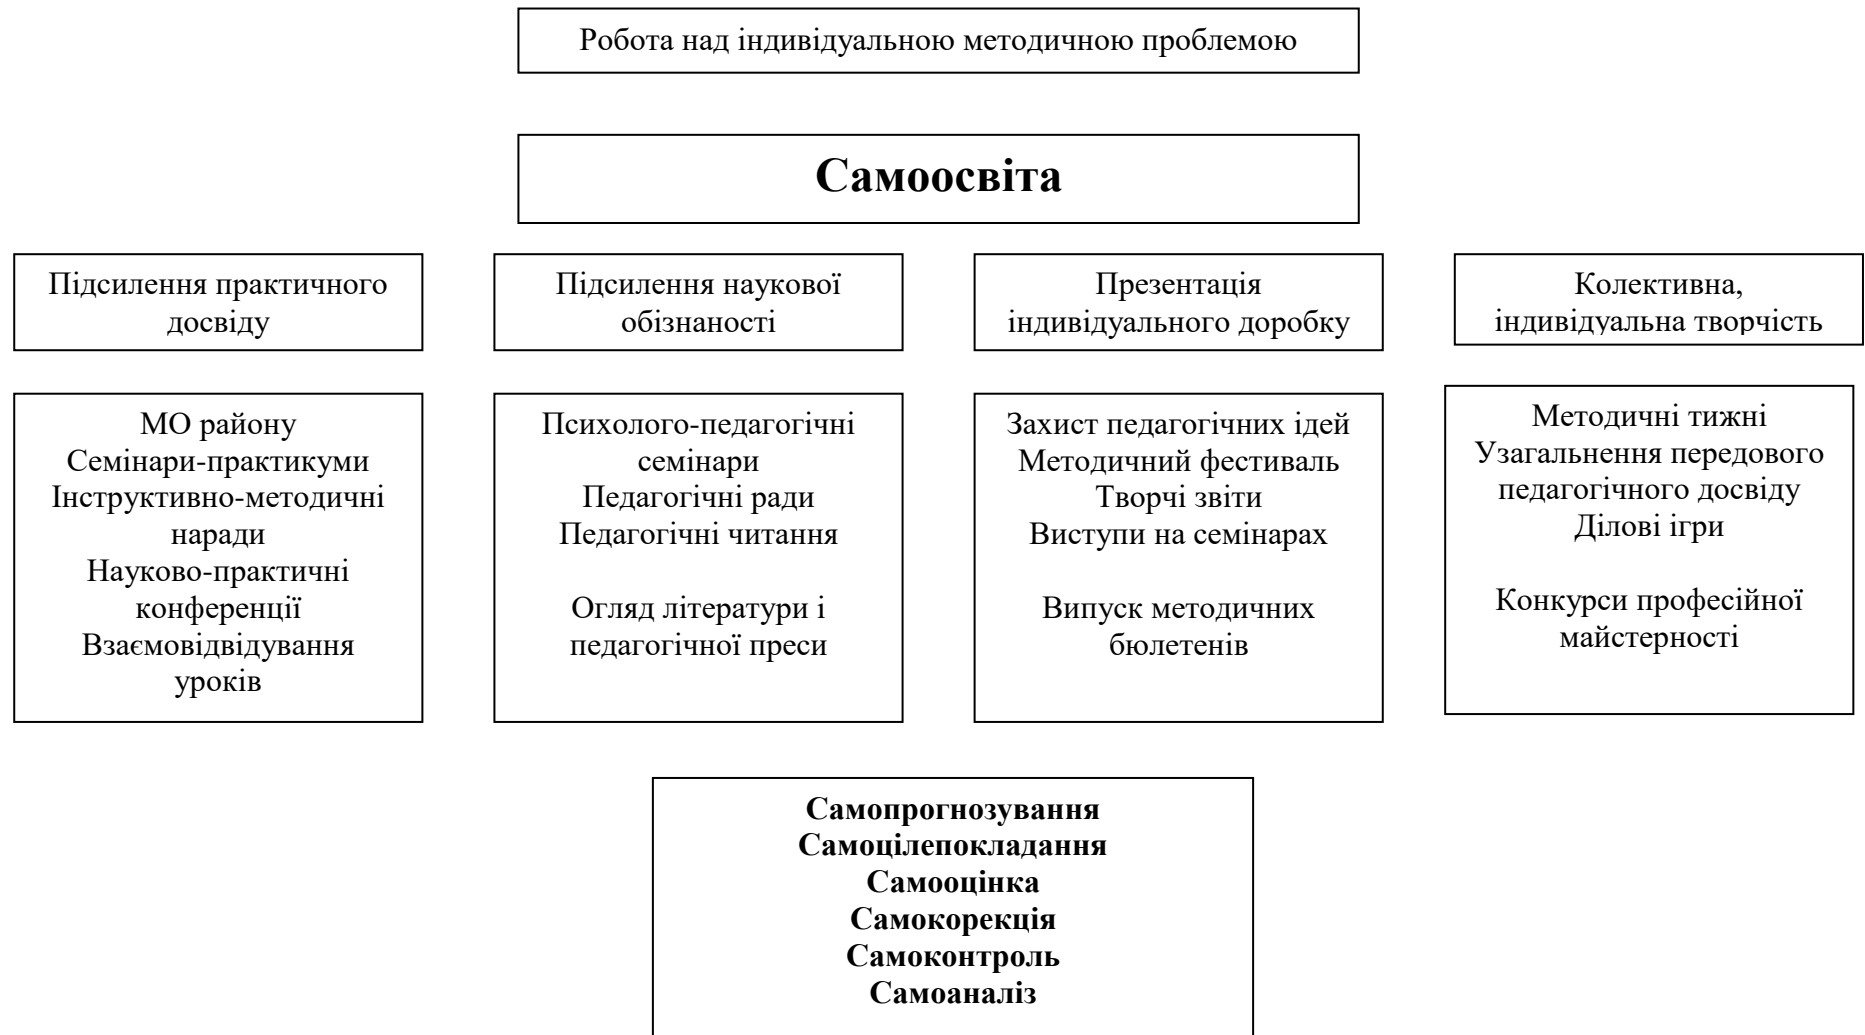 Робота над індивідуальною методичною проблемою
Самоосвіта
Підсилення практичного
досвіду
Підсилення наукової
обізнаності
Презентація
індивідуального доробку
Колективна,
індивідуальна творчість
МО району
Семінари-практикуми
Інструктивно-методичні
наради
Науково-практичні
конференції
Взаємовідвідування
уроків
Психолого-педагогічні
семінари
Педагогічні ради
Педагогічні читання
Огляд літератури і
педагогічної преси
Захист педагогічних ідей
Методичний фестиваль
Творчі звіти
Виступи на семінарах
Випуск методичних
бюлетенів
Методичні тижні
Узагальнення передового
педагогічного досвіду
Ділові ігри
Конкурси професійної
майстерності
Самопрогнозування
Самоцілепокладання
Самооцінка
Самокорекція
Самоконтроль
Самоаналіз